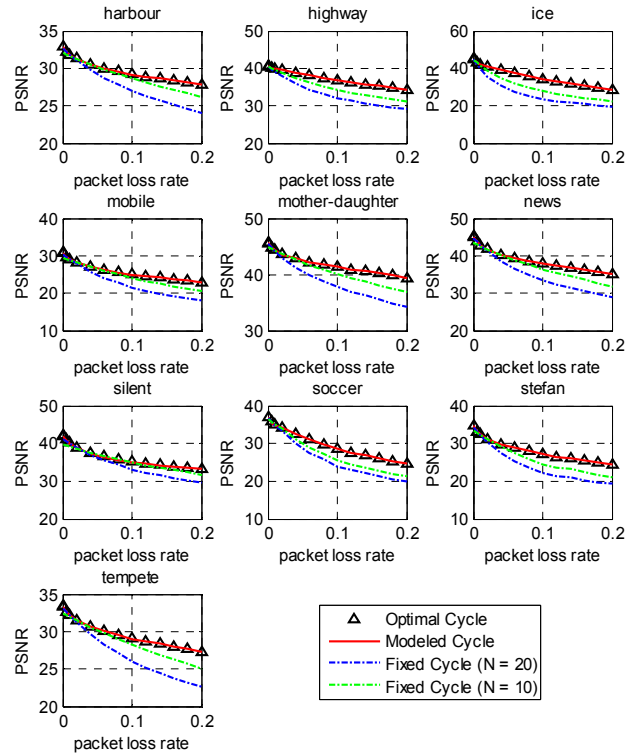 harbour
35
30
25
20
0
0.1
0.2
PSNR
packet loss rate
highway
50
40
30
20
0
0.1
0.2
PSNR
packet loss rate
ice
60
40
20
0
0
0.1
0.2
PSNR
packet loss rate
mobile
40
30
20
10
0
0.1
0.2
PSNR
packet loss rate
mother-daughter
50
40
30
0
0.1
0.2
PSNR
packet loss rate
news
50
40
30
20
0
0.1
0.2
PSNR
packet loss rate
silent
50
40
30
20
0
0.1
0.2
PSNR
packet loss rate
soccer
40
30
20
10
0
0.1
0.2
PSNR
packet loss rate
stefan
40
30
20
10
0
0.1
0.2
PSNR
packet loss rate
tempete
35
30
25
20
0
0.1
0.2
PSNR
packet loss rate
Optimal Cycle
Modeled Cycle
Fixed Cycle (N = 20)
Fixed Cycle (N = 10)